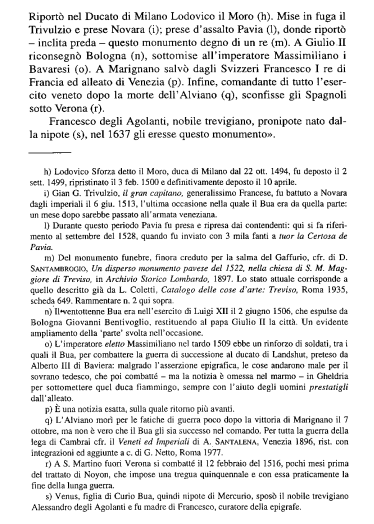 Riportò nel Ducato di Milano Lodovico il Moro (h). Mise in fuga il
Trivulzio e prese Novara (i); prese d'assalto Pavia (l), donde riportò
– inclita preda – questo monumento degno di un re (m). A Giulio II
riconsegnò Bologna (n), sottomise all'imperatore Massimiliano i
Bavaresi (o). A Marignano salvò dagli Svizzeri Francesco I re di
Francia ed alleato di Venezia (p). Infine, comandante di tutto l'eser-
cito veneto dopo la morte dell'Alviano (q), sconfisse gli Spagnoli
sotto Verona (r).
Francesco degli Agolanti, nobile trevigiano, pronipote nato dal-
la nipote (s), nel 1637 gli eresse questo monumento».
h) Lodovico Sforza detto il Moro, duca di Milano dal 22 ott. 1494, fu deposto il 2
sett. 1499, ripristinato il 3 feb. 1500 e definitivamente deposto il 10 aprile.
i) Gian G. Trivulzio, il gran capitano, generalissimo Francese, fu battuto a Novara
dagli imperiali il 6 giu. 1513, l'ultima occasione nella quale il Bua era da quella parte:
un mese dopo sarebbe passato all'armata veneziana.
l) Durante questo periodo Pavia fu presa e ripresa dai contendenti: qui si fa riferi-
mento al settembre del 1528, quando fu inviato con 3 mila fanti a tuor la Certosa de
Pavia.
m) Del monumento funebre, finora creduto per la salma del Gaffurio, cfr. di D.
SANTAMBROGIO, Un disperso monumento pavese del 1522, nella chiesa di S. M. Mag-
giore di Treviso, in Archivio Storico Lombardo, 1897. Lo stato attuale corrisponde a
quello descritto già da L. Coletti, Catalogo delle cose d'arte: Treviso, Roma 1935,
scheda 649. Rammentare n. 2 qui sopra.
n) Il ventottenne Bua era nell'esercito di Luigi XII il 2 giugno 1506, che espulse da
Bologna Giovanni Bentivoglio, restituendo al papa Giulio II la città. Un evidente
ampliamento della 'parte' svolta nell'occasione.
o) L'imperatore eletto Massimiliano nel tardo 1509 ebbe un rinforzo di soldati, tra i
quali il Bua, per combattere la guerra di successione al ducato di Landshut, preteso da
Alberto III di Baviera: malgrado l'asserzione epigrafica, le cose andarono male per il
sovrano tedesco, che poi combatté – ma la notizia è omessa nel marmo – in Gheldria
per sottomettere quel duca fiammingo, sempre con l'aiuto degli uomini prestatigli
dall'alleato.
p) È una notizia esatta, sulla quale ritorno più avanti.
q) L'Alviano morì per le fatiche di guerra poco dopo la vittoria di Marignano il 7
ottobre, ma non è vero che il Bua gli sia successo nel comando. Per tutta la guerra della
lega di Cambrai cfr. il Veneti ed Imperiali di A. SANTALENA, Venezia 1896, rist. con
integrazioni ed aggiunte a c. di G. Netto, Roma 1977.
r) A S. Martino fuori Verona si combatté il 12 febbraio del 1516, pochi mesi prima
del trattato di Noyon, che impose una tregua quinquennale e con essa praticamente la
fine della lunga guerra.
s) Venus, figlia di Curio Bua, quindi nipote di Mercurio, sposò il nobile trevigiano
Alessandro degli Agolanti e fu madre di Francesco, curatore della epigrafe.